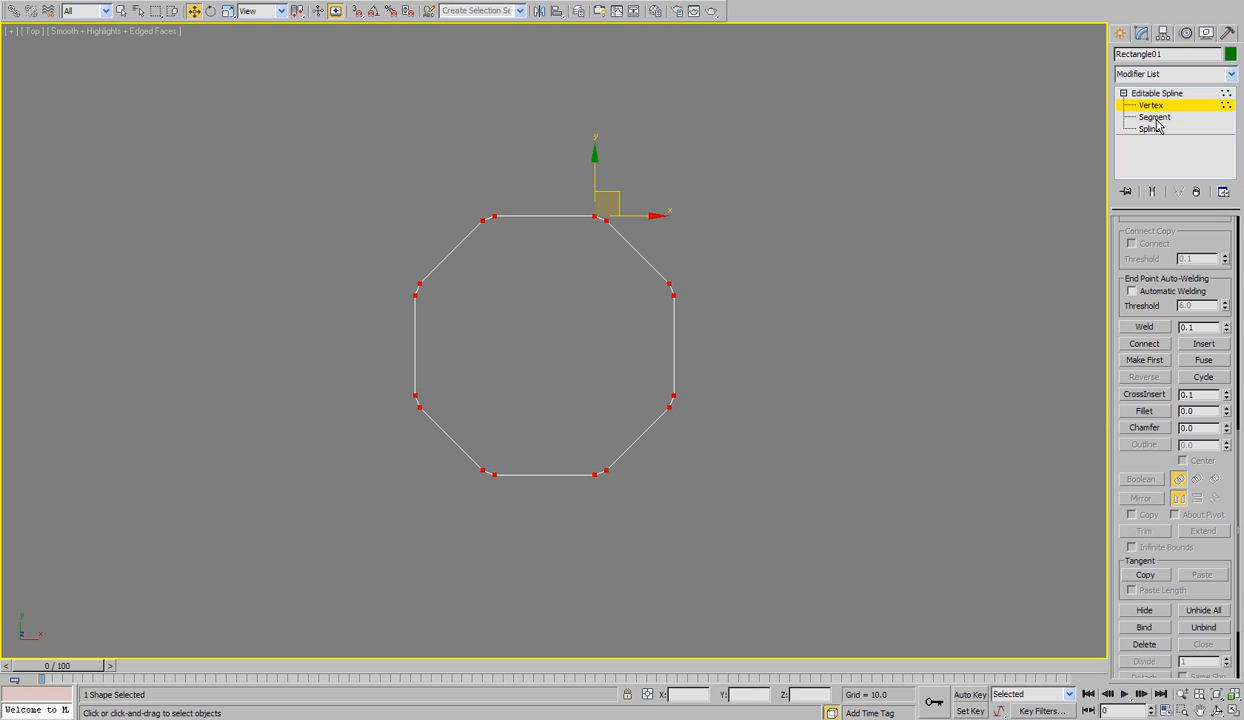 All
View
ABC
Create Selection Se
[ + ] [ Top ] [ Smooth + Highlights + Edged Faces ]
Rectangle01
Modifier List
Editable Spline
Vertex
Segment
Spline
y
x
Connect Copy
Connect
Threshold 0.1
End Point Auto-Welding
Automatic Welding
Threshold 6.0
Weld 0.1
Connect Insert
Make First Fuse
Reverse Cycle
CrossInsert 0.1
Fillet 0.0
Chamfer 0.0
Outline 0.0
Center
Boolean
Mirror
Copy About Pivot
Trim Extend
Infinite Bounds
Tangent
Copy Paste
Paste Length
Hide Unhide All
Bind Unbind
Delete Close
Divide 1
y
z x
< 0 / 100 >
1 Shape Selected X: Y: Z: Grid = 10.0 Auto Key Selected
Welcome to M Click or click-and-drag to select objects Add Time Tag Set Key Key Filters... 0